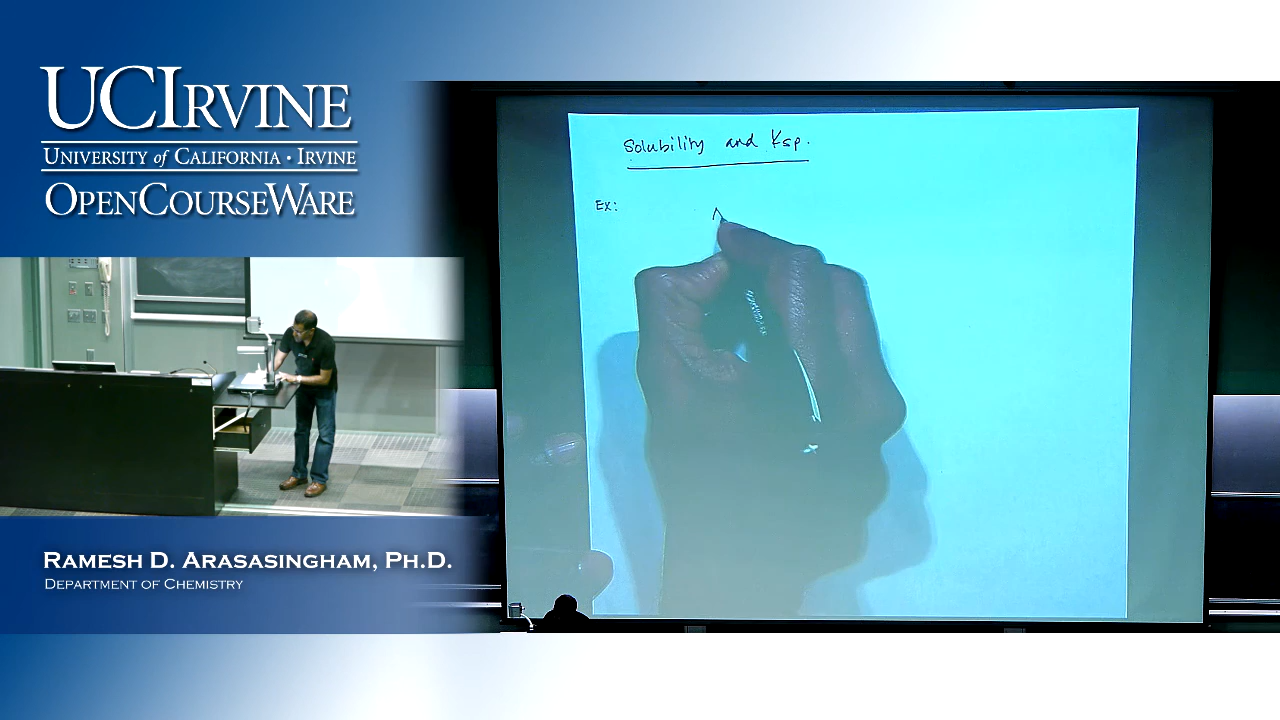 UCIRVINE
UNIVERSITY of CALIFORNIA · IRVINE
OPENCOURSEWARE
Solubility and Ksp.
Ex:
RAMESH D. ARASASINGHAM, PH.D.
DEPARTMENT OF CHEMISTRY